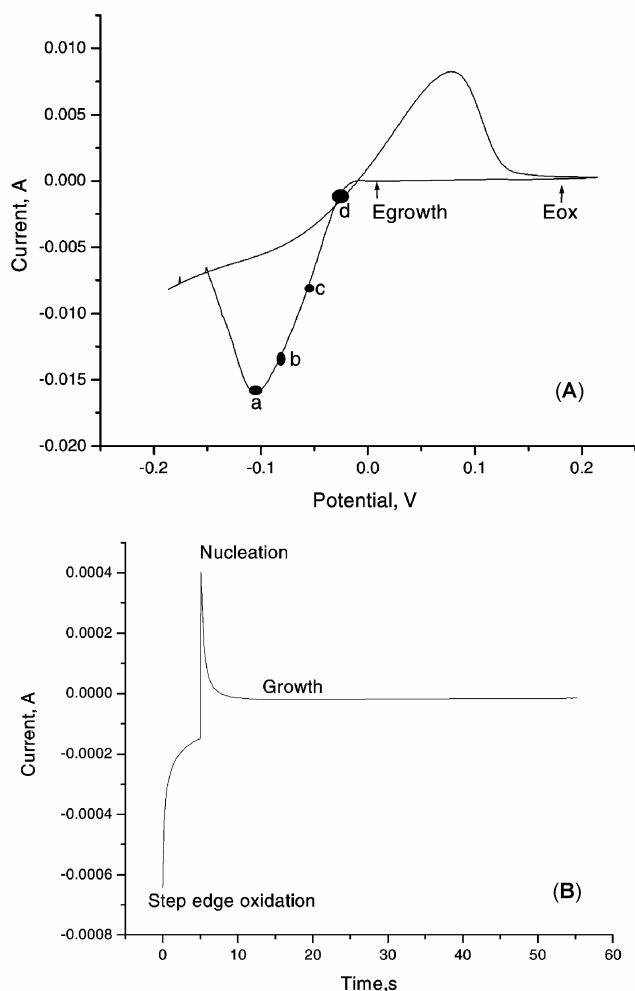 0.010
0.005
0.000
-0.005
-0.010
-0.015
-0.020
Current, A
d
Egrowth
Eox
c
b
a
(A)
-0.2
-0.1
0.0
0.1
0.2
Potential, V
Nucleation
0.0004
0.0002
0.0000
-0.0002
-0.0004
-0.0006
-0.0008
Current, A
Growth
Step edge oxidation
(B)
0
10
20
30
40
50
60
Time,s